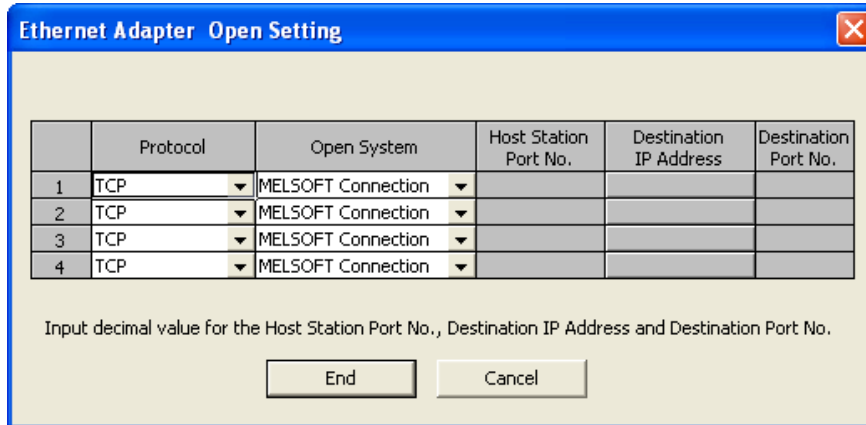 Ethernet Adapter  Open Setting
Protocol Open System Host Station Port No. Destination IP Address Destination Port No.
1 TCP MELSOFT Connection
2 TCP MELSOFT Connection
3 TCP MELSOFT Connection
4 TCP MELSOFT Connection
Input decimal value for the Host Station Port No., Destination IP Address and Destination Port No.
End Cancel